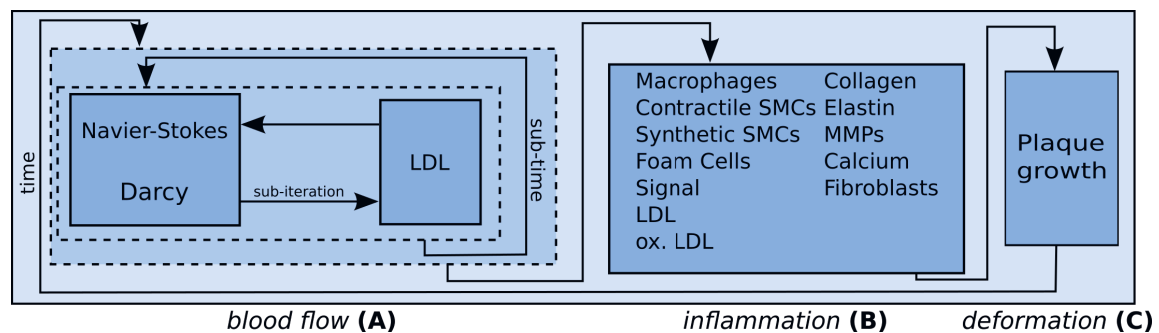 time
Navier-Stokes
Darcy
sub-iteration
LDL
sub-time
Macrophages
Contractile SMCs
Synthetic SMCs
Foam Cells
Signal
LDL
ox. LDL
Collagen
Elastin
MMPs
Calcium
Fibroblasts
Plaque
growth
blood flow (A)
inflammation (B)
deformation (C)